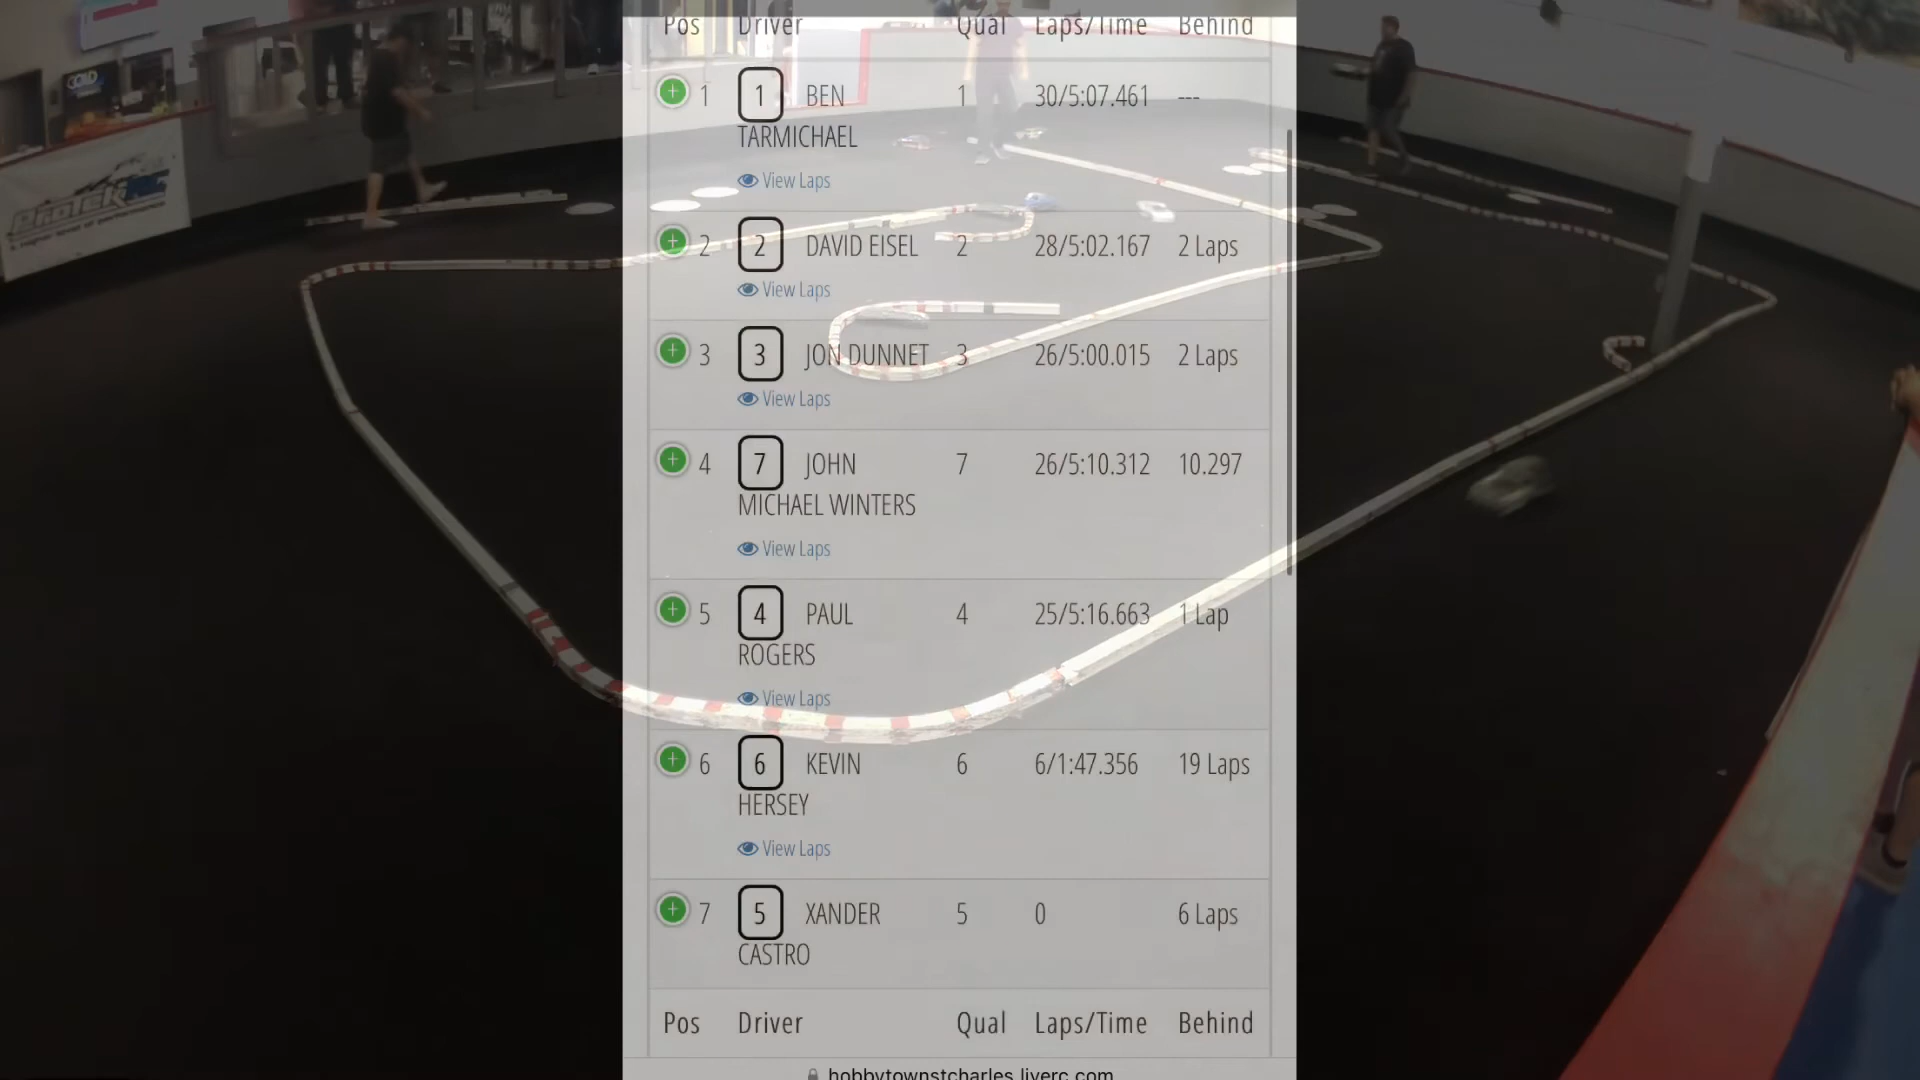 Pos Driver Qual Laps/Time Behind
1 1 BEN 1 30/5:07.461 ---
TARMICHAEL
View Laps
2 2 DAVID EISEL 2 28/5:02.167 2 Laps
View Laps
3 3 JON DUNNET 3 26/5:00.015 2 Laps
View Laps
4 7 JOHN 7 26/5:10.312 10.297
MICHAEL WINTERS
View Laps
5 4 PAUL 4 25/5:16.663 1 Lap
ROGERS
View Laps
6 6 KEVIN 6 6/1:47.356 19 Laps
HERSEY
View Laps
7 5 XANDER 5 0 6 Laps
CASTRO
Pos Driver Qual Laps/Time Behind
hobbytownstcharles.liverc.com
COLD
ProTek RC